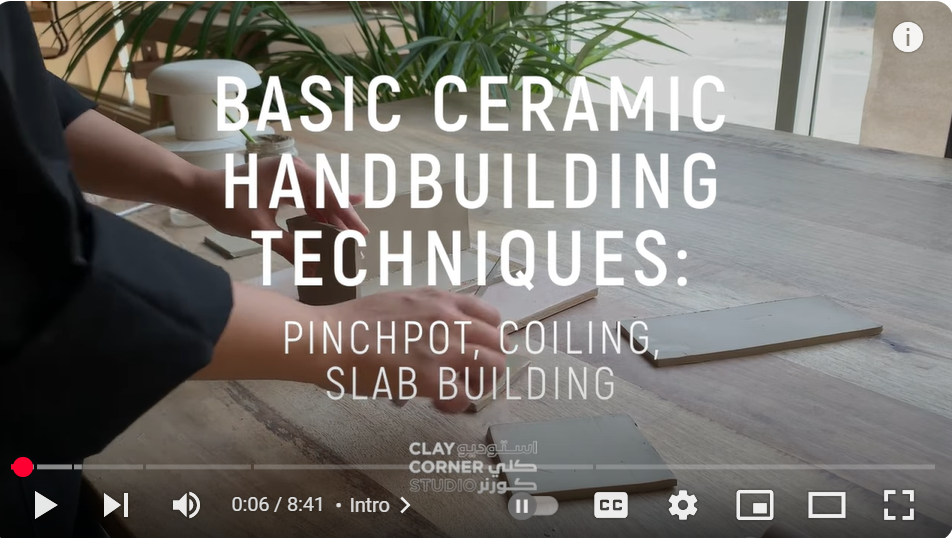 BASIC CERAMIC
HANDBUILDING
TECHNIQUES:
PINCHPOT, COILING,
SLAB BUILDING
CLAY استوديو
CORNER كلي
STUDIO كورنر
0:06 / 8:41 • Intro
CC